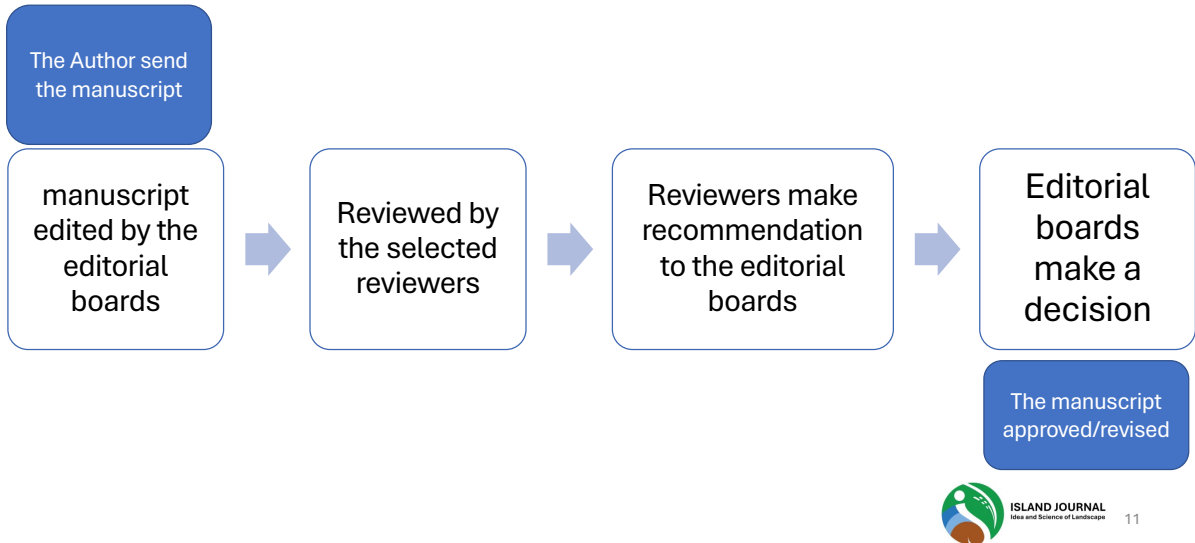 The Author send
the manuscript
manuscript
edited by the
editorial
boards
Reviewed by
the selected
reviewers
Reviewers make
recommendation
to the editorial
boards
Editorial
boards
make a
decision
The manuscript
approved/revised
ISLAND JOURNAL
Idea and Science of Landscape
11